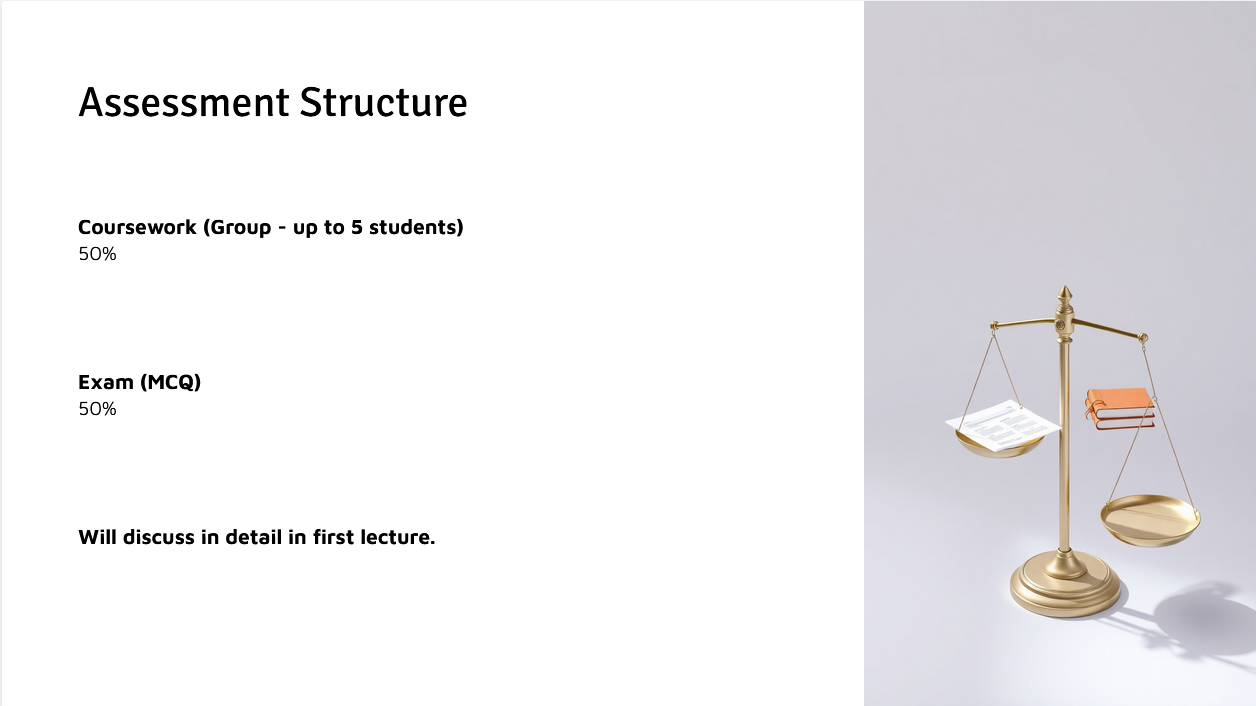 Assessment Structure
Coursework (Group - up to 5 students)
50%
Exam (MCQ)
50%
Will discuss in detail in first lecture.